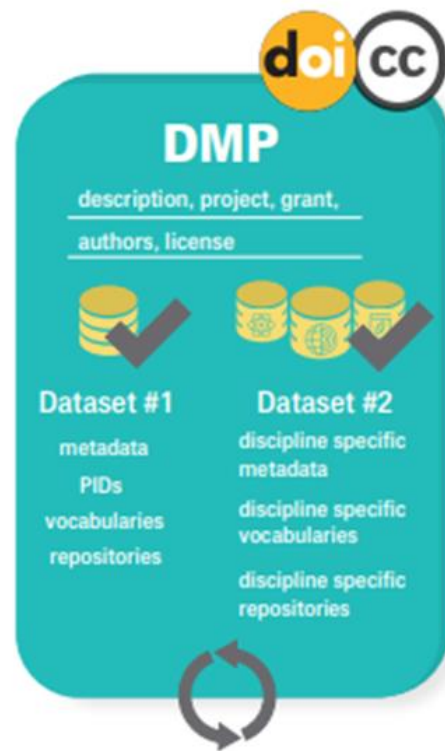 doi
cc
DMP
description, project, grant,
authors, license
Dataset #1
metadata
PIDs
vocabularies
repositories
Dataset #2
discipline specific
metadata
discipline specific
vocabularies
discipline specific
repositories